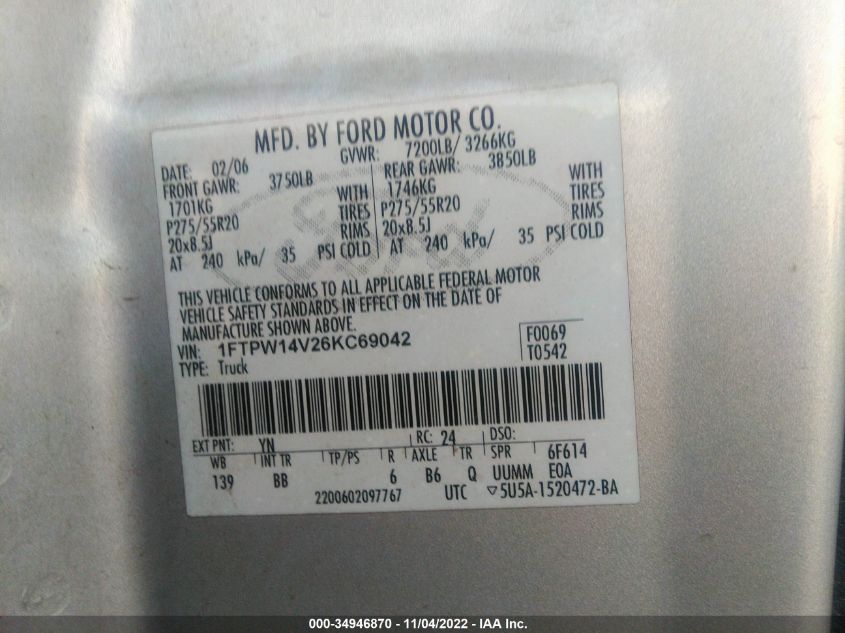 MFD. BY FORD MOTOR CO.
DATE: 02/06 GVWR: 7200LB/ 3266KG
FRONT GAWR: 3750LB REAR GAWR: 3850LB
1701KG WITH 1746KG WITH
P275/55R20 TIRES P275/55R20 TIRES
20x8.5J RIMS 20x8.5J RIMS
AT 240 kPa/ 35 PSI COLD AT 240 kPa/ 35 PSI COLD
THIS VEHICLE CONFORMS TO ALL APPLICABLE FEDERAL MOTOR
VEHICLE SAFETY STANDARDS IN EFFECT ON THE DATE OF
MANUFACTURE SHOWN ABOVE.
VIN: 1FTPW14V26KC69042 F0069
TYPE: Truck T0542
EXT PNT: YN RC: 24 DSO:
WB INT TR TP/PS R AXLE TR SPR 6F614
139 BB 6 B6 Q UUMM EOA
2200602097767 UTC ▽5U5A-1520472-BA
000-34946870 - 11/04/2022 - IAA Inc.